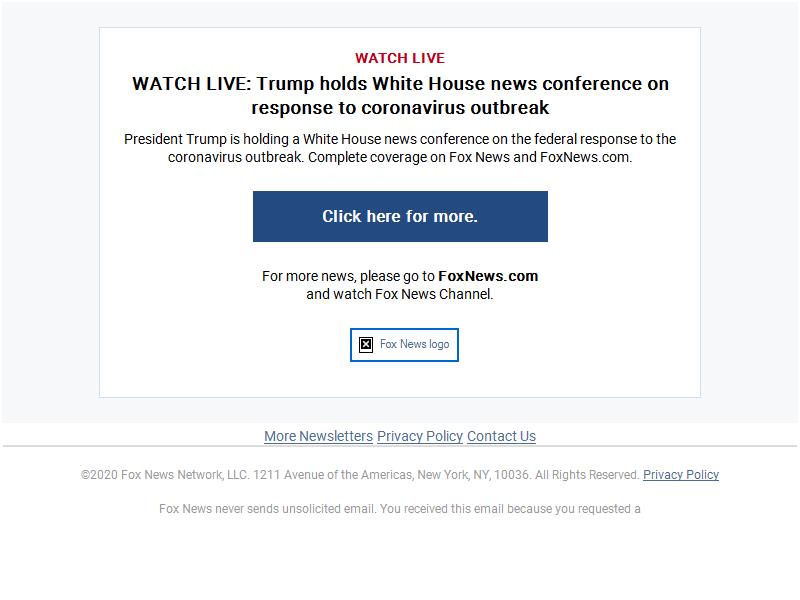 WATCH LIVE
WATCH LIVE: Trump holds White House news conference on
response to coronavirus outbreak
President Trump is holding a White House news conference on the federal response to the
coronavirus outbreak. Complete coverage on Fox News and FoxNews.com.
Click here for more.
For more news, please go to FoxNews.com
and watch Fox News Channel.
Fox News logo
More Newsletters Privacy Policy Contact Us
©2020 Fox News Network, LLC. 1211 Avenue of the Americas, New York, NY, 10036. All Rights Reserved. Privacy Policy
Fox News never sends unsolicited email. You received this email because you requested a